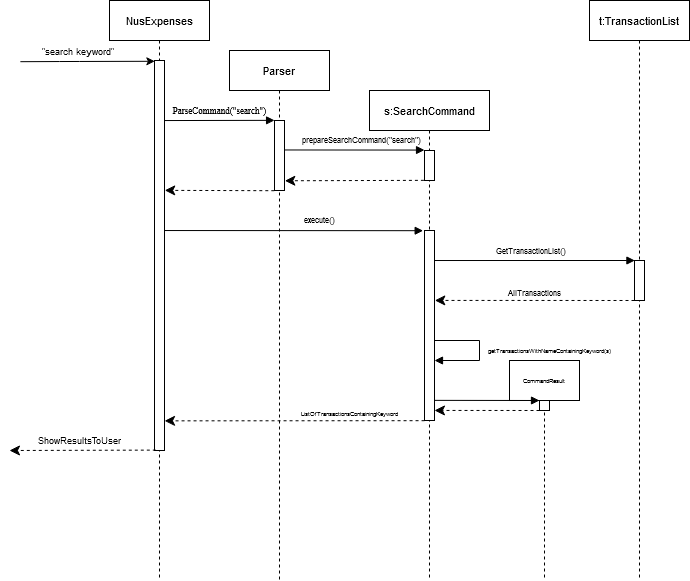 NusExpenses
t:TransactionList
"search keyword"
Parser
ParseCommand("search")
s:SearchCommand
prepareSearchCommand("search")
execute()
GetTransactionList()
AllTransactions
getTransactionsWithNameContainingKeyword(s)
CommandResult
ListOfTransactionsContainingKeyword
ShowResultsToUser